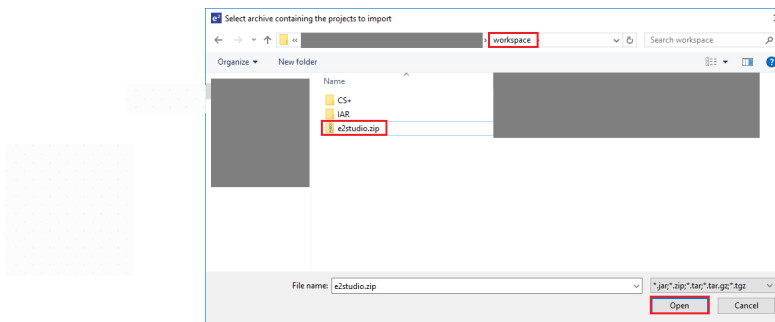 e² Select archive containing the projects to import
« › workspace › Search workspace
Organize ▾ New folder
Name
CS+
IAR
e2studio.zip
File name: e2studio.zip *.jar;*.zip;*.tar;*.tar.gz;*.tgz
Open Cancel